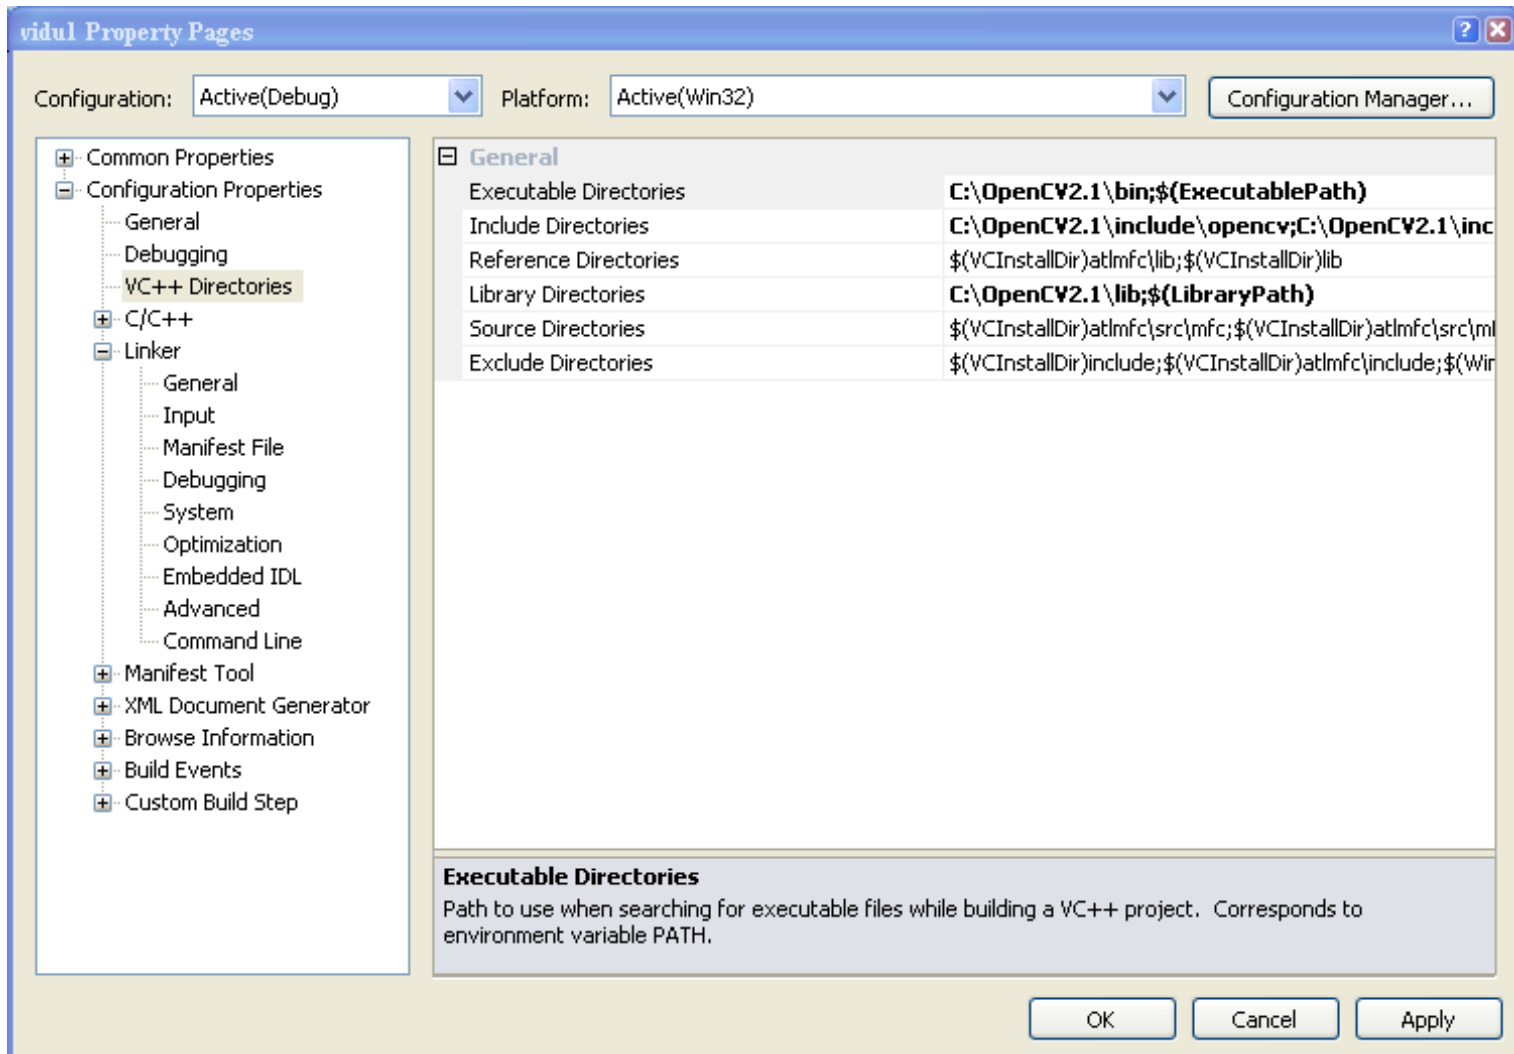 vidu1 Property Pages
Configuration: Active(Debug) Platform: Active(Win32) Configuration Manager...
Common Properties
Configuration Properties
General
Debugging
VC++ Directories
C/C++
Linker
General
Input
Manifest File
Debugging
System
Optimization
Embedded IDL
Advanced
Command Line
Manifest Tool
XML Document Generator
Browse Information
Build Events
Custom Build Step
General
Executable Directories C:\OpenCV2.1\bin;$(ExecutablePath)
Include Directories C:\OpenCV2.1\include\opencv;C:\OpenCV2.1\inc
Reference Directories $(VCInstallDir)atlmfc\lib;$(VCInstallDir)lib
Library Directories C:\OpenCV2.1\lib;$(LibraryPath)
Source Directories $(VCInstallDir)atlmfc\src\mfc;$(VCInstallDir)atlmfc\src\m
Exclude Directories $(VCInstallDir)include;$(VCInstallDir)atlmfc\include;$(Wir
Executable Directories
Path to use when searching for executable files while building a VC++ project. Corresponds to
environment variable PATH.
OK Cancel Apply